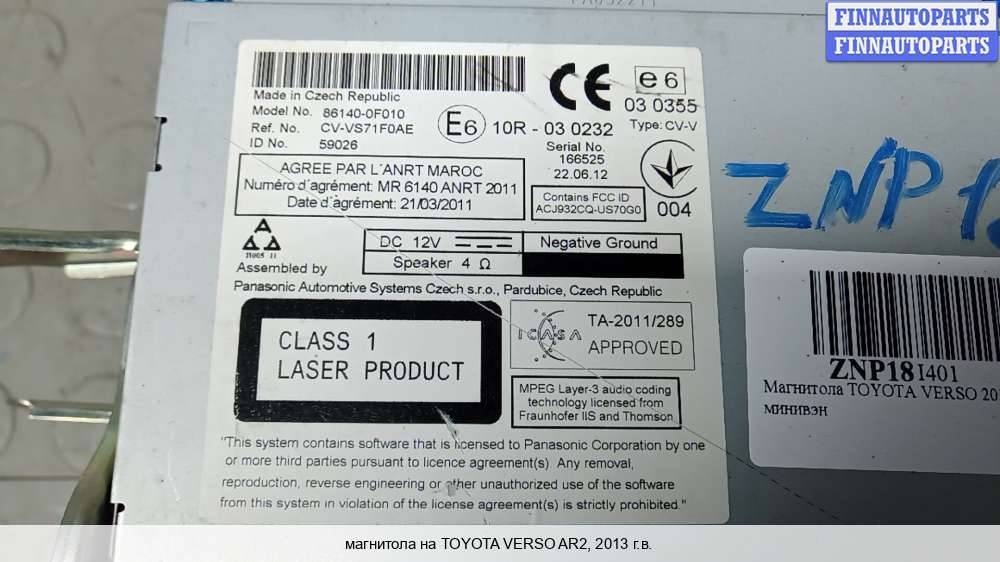 FINNAUTOPARTS
FINNAUTOPARTS
Made in Czech Republic
Model No. 86140-0F010
Ref. No. CV-VS71F0AE
ID No. 59026
E6 10R - 03 0232
CE
e6
03 0355
Type: CV-V
Serial No.
166525
22.06.12
AGREE PAR L´ANRT MAROC
Numéro d´agrément: MR 6140 ANRT 2011
Date d´agrément: 21/03/2011
Contains FCC ID
ACJ932CQ-US70G0
004
ZNP
DC 12V
Speaker 4 Ω
Negative Ground
Assembled by
Panasonic Automotive Systems Czech s.r.o., Pardubice, Czech Republic
CLASS 1
LASER PRODUCT
ICASA
TA-2011/289
APPROVED
MPEG Layer-3 audio coding
technology licensed from
Fraunhofer IIS and Thomson
"This system contains software that is licensed to Panasonic Corporation by one
or more third parties pursuant to licence agreement(s). Any removal,
reproduction, reverse engineering or other unauthorized use of the software
from this system in violation of the license agreement(s) is strictly prohibited."
ZNP18I401
Магнитола TOYOTA VERSO 20
минивэн
магнитола на TOYOTA VERSO AR2, 2013 г.в.